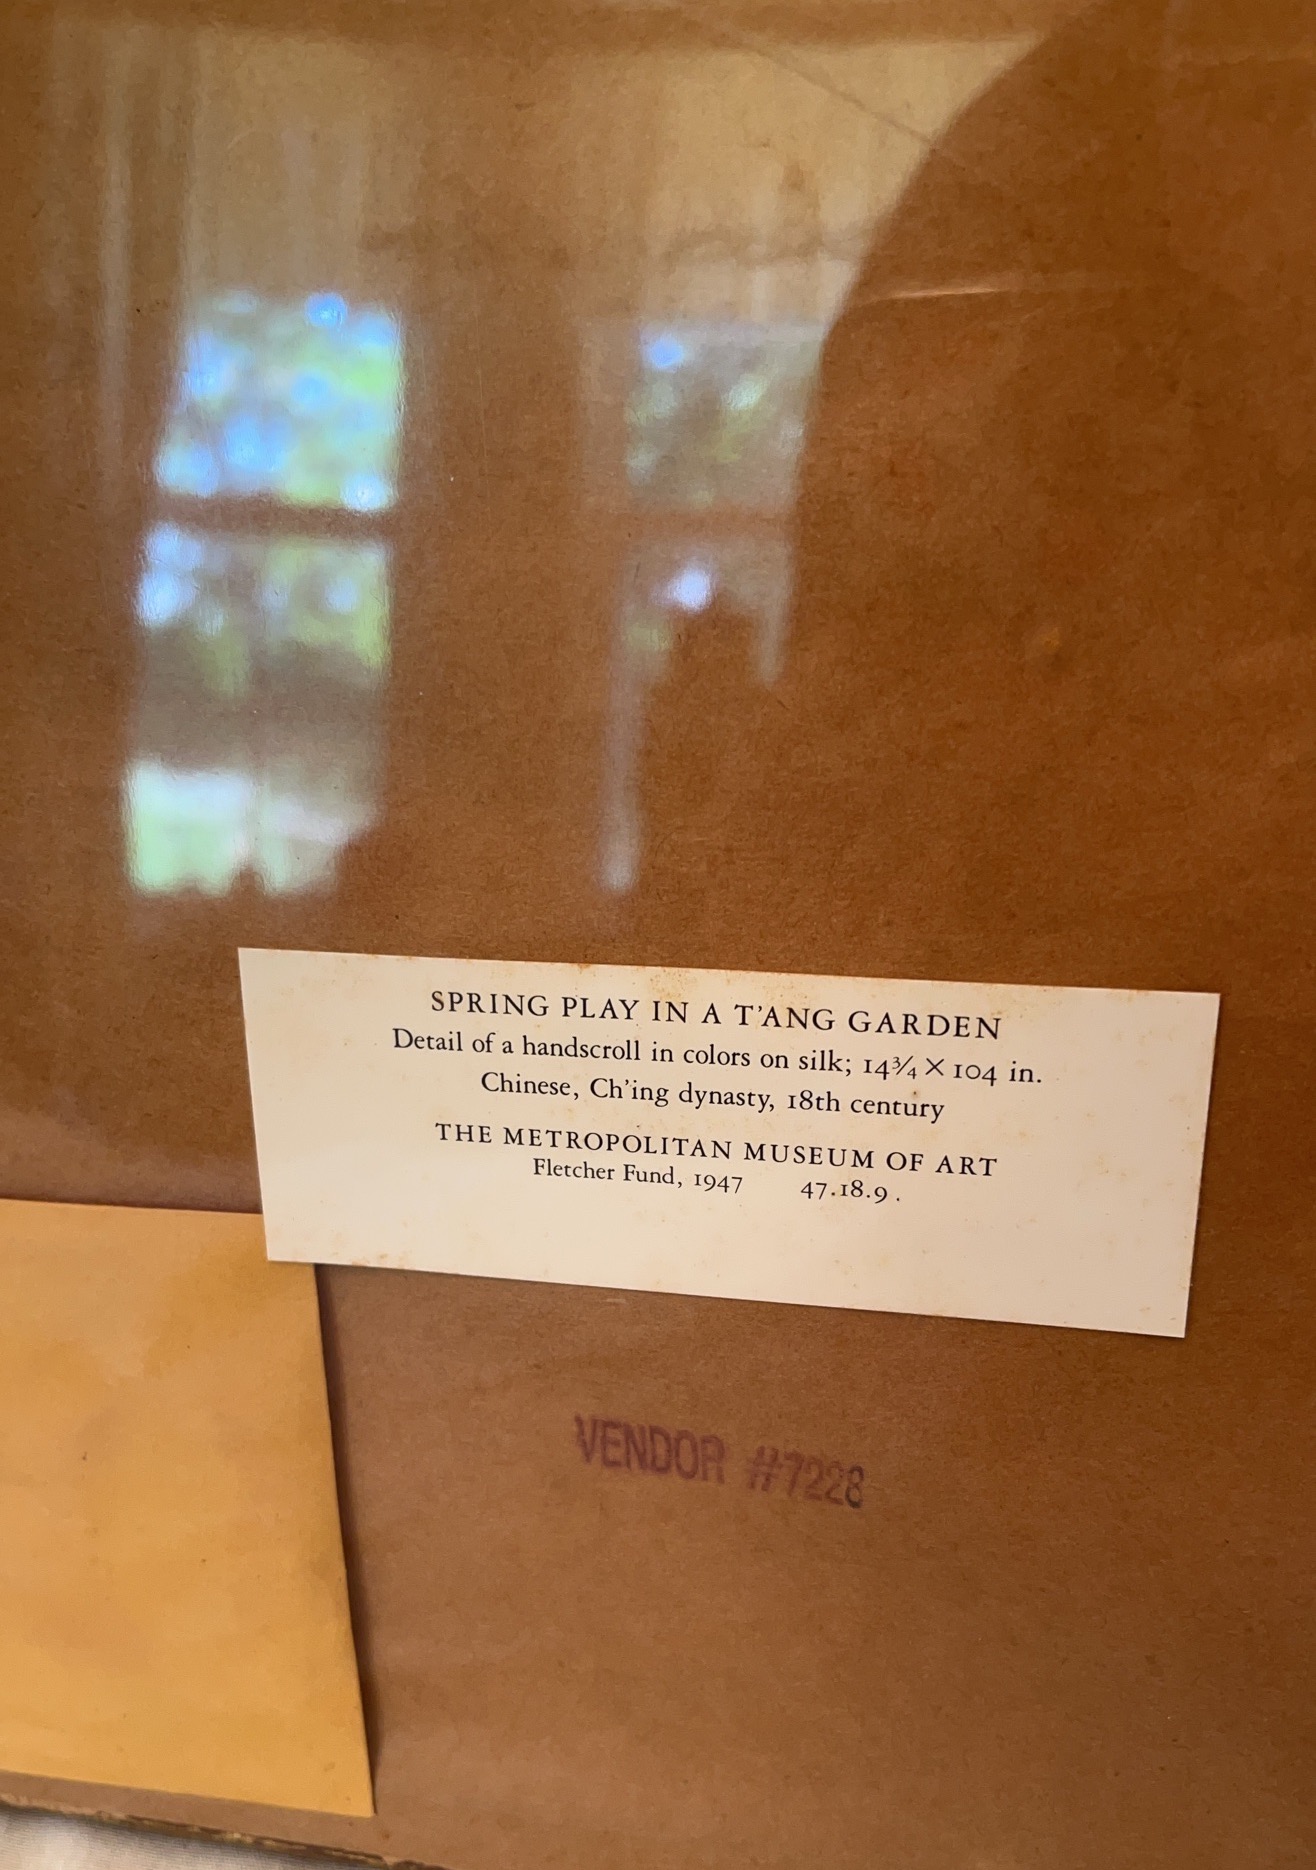 SPRING PLAY IN A T'ANG GARDEN
Detail of a handscroll in colors on silk; 14¾ × 104 in.
Chinese, Ch'ing dynasty, 18th century
THE METROPOLITAN MUSEUM OF ART
Fletcher Fund, 1947 47.18.9.
VENDOR #7228